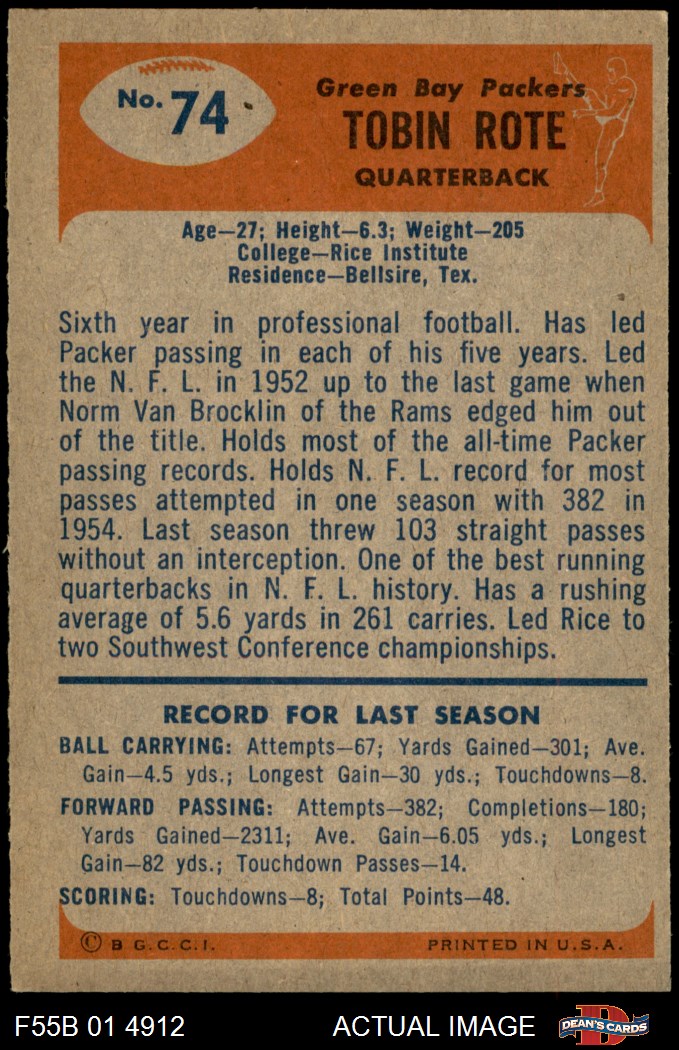 No. 74
Green Bay Packers
TOBIN ROTE
QUARTERBACK
Age—27; Height—6.3; Weight—205
College—Rice Institute
Residence—Bellsire, Tex.
Sixth year in professional football. Has led
Packer passing in each of his five years. Led
the N. F. L. in 1952 up to the last game when
Norm Van Brocklin of the Rams edged him out
of the title. Holds most of the all-time Packer
passing records. Holds N. F. L. record for most
passes attempted in one season with 382 in
1954. Last season threw 103 straight passes
without an interception. One of the best running
quarterbacks in N. F. L. history. Has a rushing
average of 5.6 yards in 261 carries. Led Rice to
two Southwest Conference championships.
RECORD FOR LAST SEASON
BALL CARRYING: Attempts—67; Yards Gained—301; Ave.
Gain—4.5 yds.; Longest Gain—30 yds.; Touchdowns—8.
FORWARD PASSING: Attempts—382; Completions—180;
Yards Gained—2311; Ave. Gain—6.05 yds.; Longest
Gain—82 yds.; Touchdown Passes—14.
SCORING: Touchdowns—8; Total Points—48.
© B G. C. C. I.
PRINTED IN U. S. A.
F55B 01 4912
ACTUAL IMAGE
D
DEAN'S CARDS